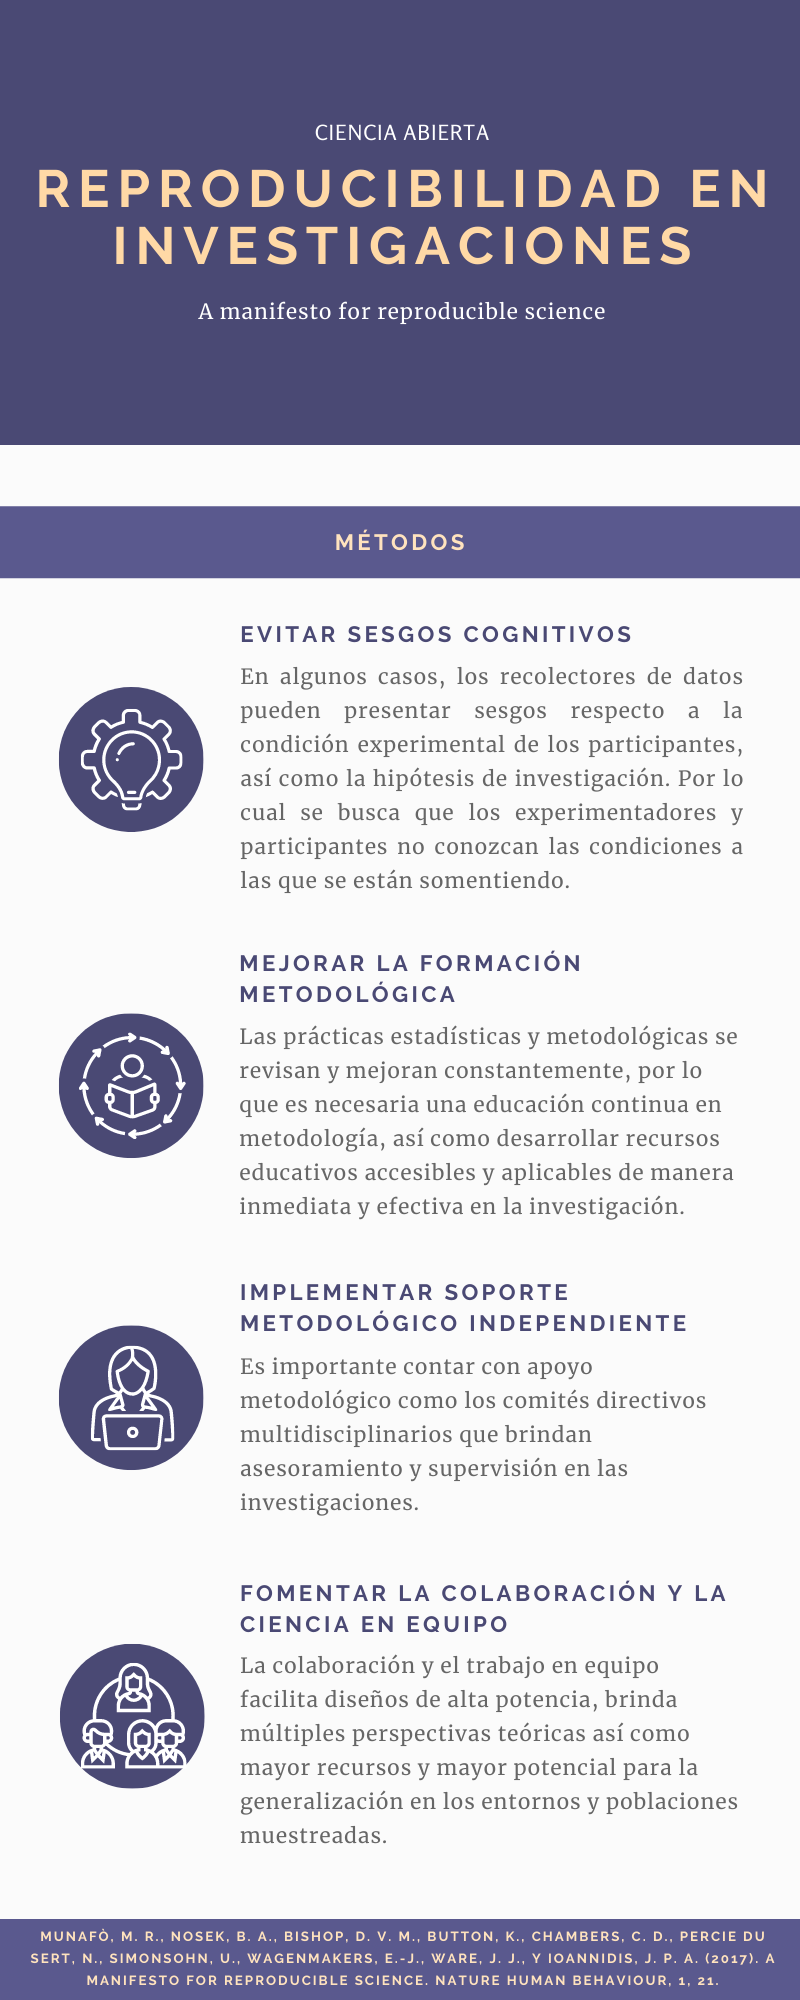 CIENCIA ABIERTA
REPRODUCIBILIDAD EN
INVESTIGACIONES
A manifesto for reproducible science
MÉTODOS
EVITAR SESGOS COGNITIVOS
En algunos casos, los recolectores de datos
pueden presentar sesgos respecto a la
condición experimental de los participantes,
así como la hipótesis de investigación. Por lo
cual se busca que los experimentadores y
participantes no conozcan las condiciones a
las que se están somentiendo.
MEJORAR LA FORMACIÓN
METODOLÓGICA
Las prácticas estadísticas y metodológicas se
revisan y mejoran constantemente, por lo
que es necesaria una educación continua en
metodología, así como desarrollar recursos
educativos accesibles y aplicables de manera
inmediata y efectiva en la investigación.
IMPLEMENTAR SOPORTE
METODOLÓGICO INDEPENDIENTE
Es importante contar con apoyo
metodológico como los comités directivos
multidisciplinarios que brindan
asesoramiento y supervisión en las
investigaciones.
FOMENTAR LA COLABORACIÓN Y LA
CIENCIA EN EQUIPO
La colaboración y el trabajo en equipo
facilita diseños de alta potencia, brinda
múltiples perspectivas teóricas así como
mayor recursos y mayor potencial para la
generalización en los entornos y poblaciones
muestreadas.
MUNAFÒ, M. R., NOSEK, B. A., BISHOP, D. V. M., BUTTON, K., CHAMBERS, C. D., PERCIE DU
SERT, N., SIMONSOHN, U., WAGENMAKERS, E.-J., WARE, J. J., Y IOANNIDIS, J. P. A. (2017). A
MANIFESTO FOR REPRODUCIBLE SCIENCE. NATURE HUMAN BEHAVIOUR, 1, 21.